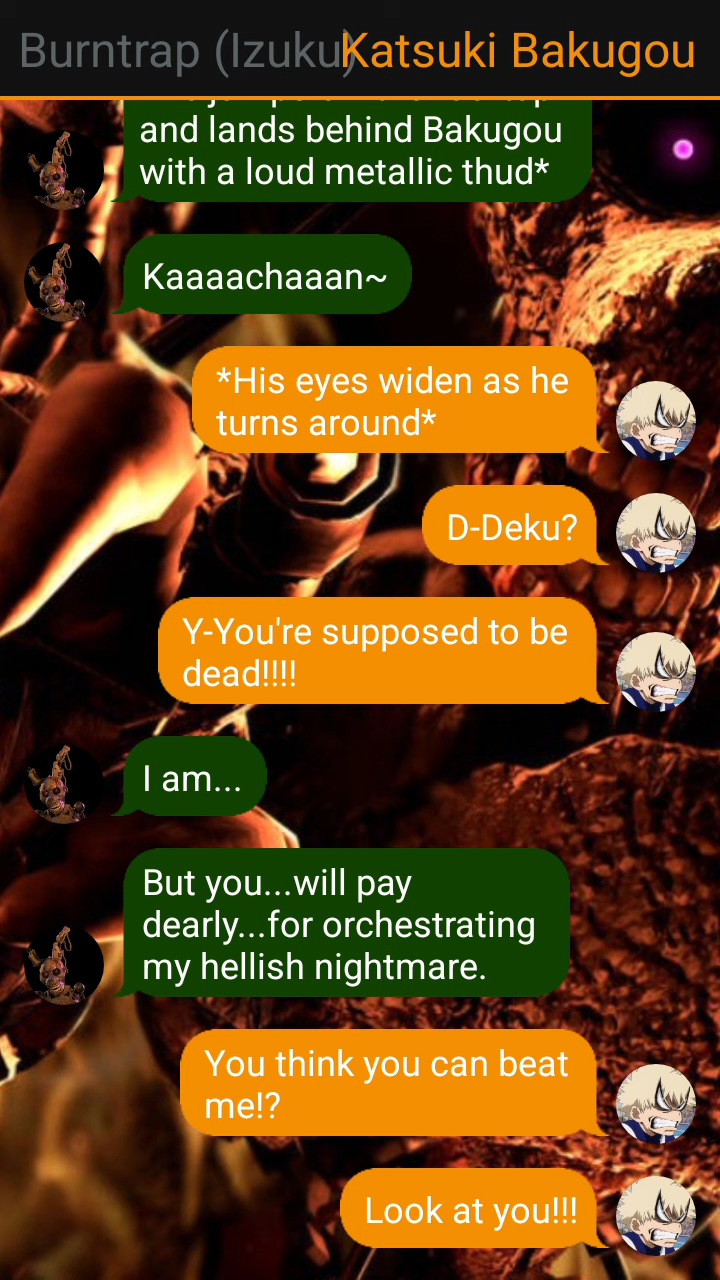 Burntrap (Izuku)
Katsuki Bakugou
and lands behind Bakugou
with a loud metallic thud*
Kaaaachaaan~
*His eyes widen as he
turns around*
D-Deku?
Y-You're supposed to be
dead!!!!
I am...
But you...will pay
dearly...for orchestrating
my hellish nightmare.
You think you can beat
me!?
Look at you!!!